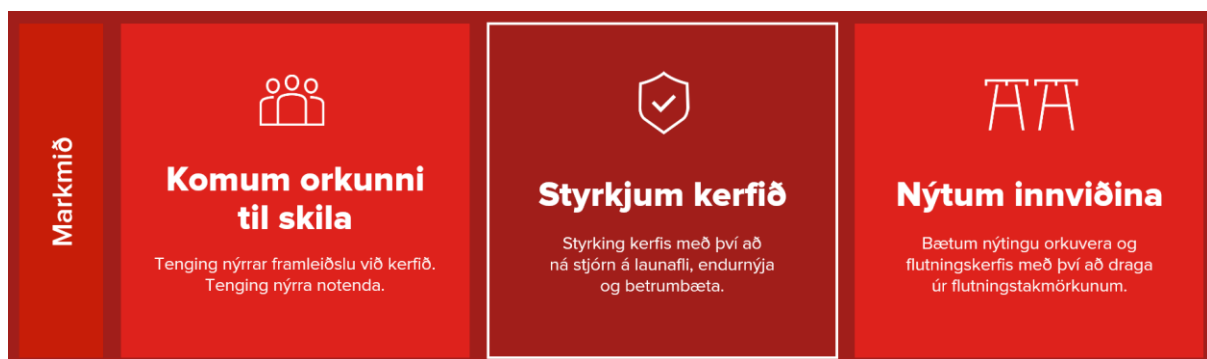 Markmið
Komum orkunni
til skila
Tenging nýrrar framleiðslu við kerfið.
Tenging nýrra notenda.
Styrkjum kerfið
Styrking kerfis með því að
ná stjórn á launafli, endurnýja
og betrumbæta.
Nýtum innviðina
Bætum nýtingu orkuvera og
flutningskerfis með því að draga
úr flutningstakmörkunum.